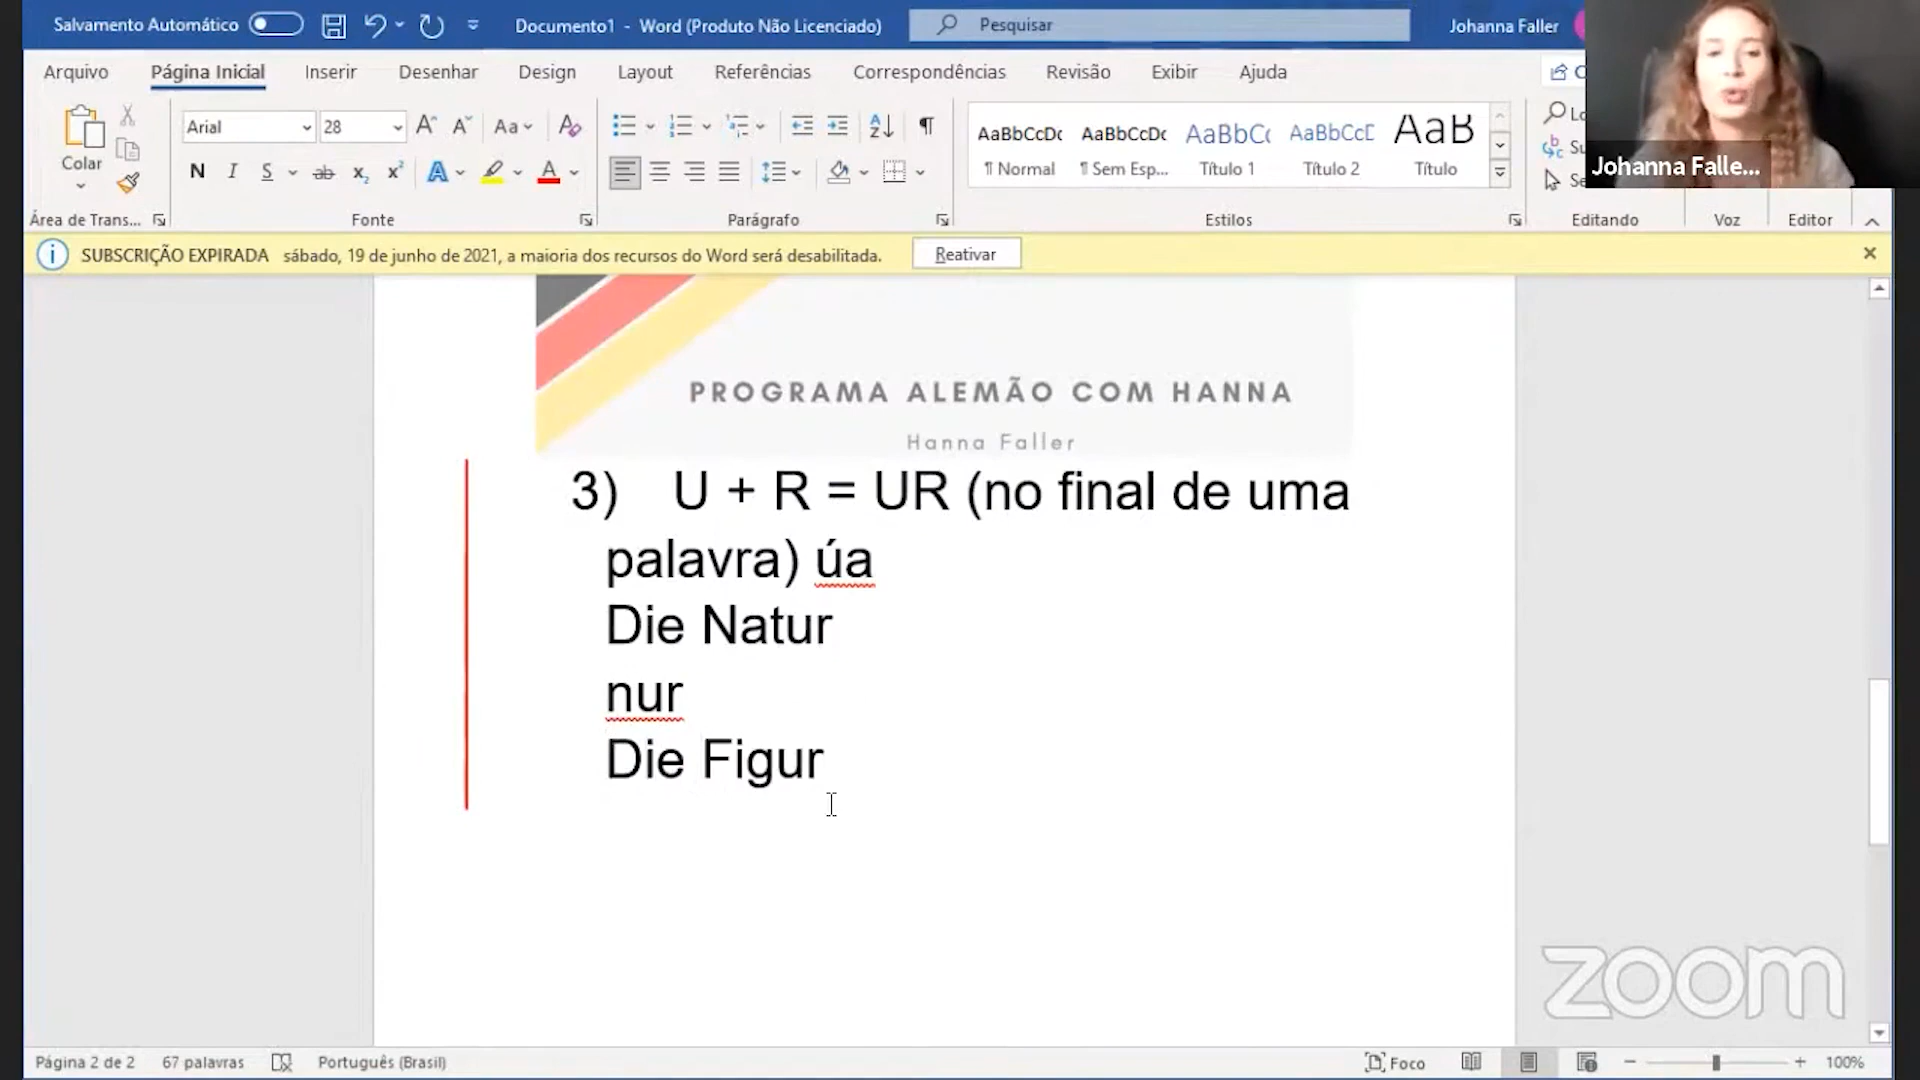 Salvamento Automático
Documento1 - Word (Produto Não Licenciado)
Pesquisar
Johanna Faller
Arquivo Página Inicial Inserir Desenhar Design Layout Referências Correspondências Revisão Exibir Ajuda
Colar
Arial 28
Aa
N I S ab x₂ x² A A
AaBbCcDc AaBbCcDc AaBbC AaBbCcD AaB
¶ Normal ¶ Sem Esp... Título 1 Título 2 Título
Johanna Falle...
Área de Trans... Fonte Parágrafo Estilos Editando Voz Editor
SUBSCRIÇÃO EXPIRADA sábado, 19 de junho de 2021, a maioria dos recursos do Word será desabilitada. Reativar
PROGRAMA ALEMÃO COM HANNA
Hanna Faller
3) U + R = UR (no final de uma
palavra) úa
Die Natur
nur
Die Figur
zoom
Página 2 de 2 67 palavras Português (Brasil) Foco 100%